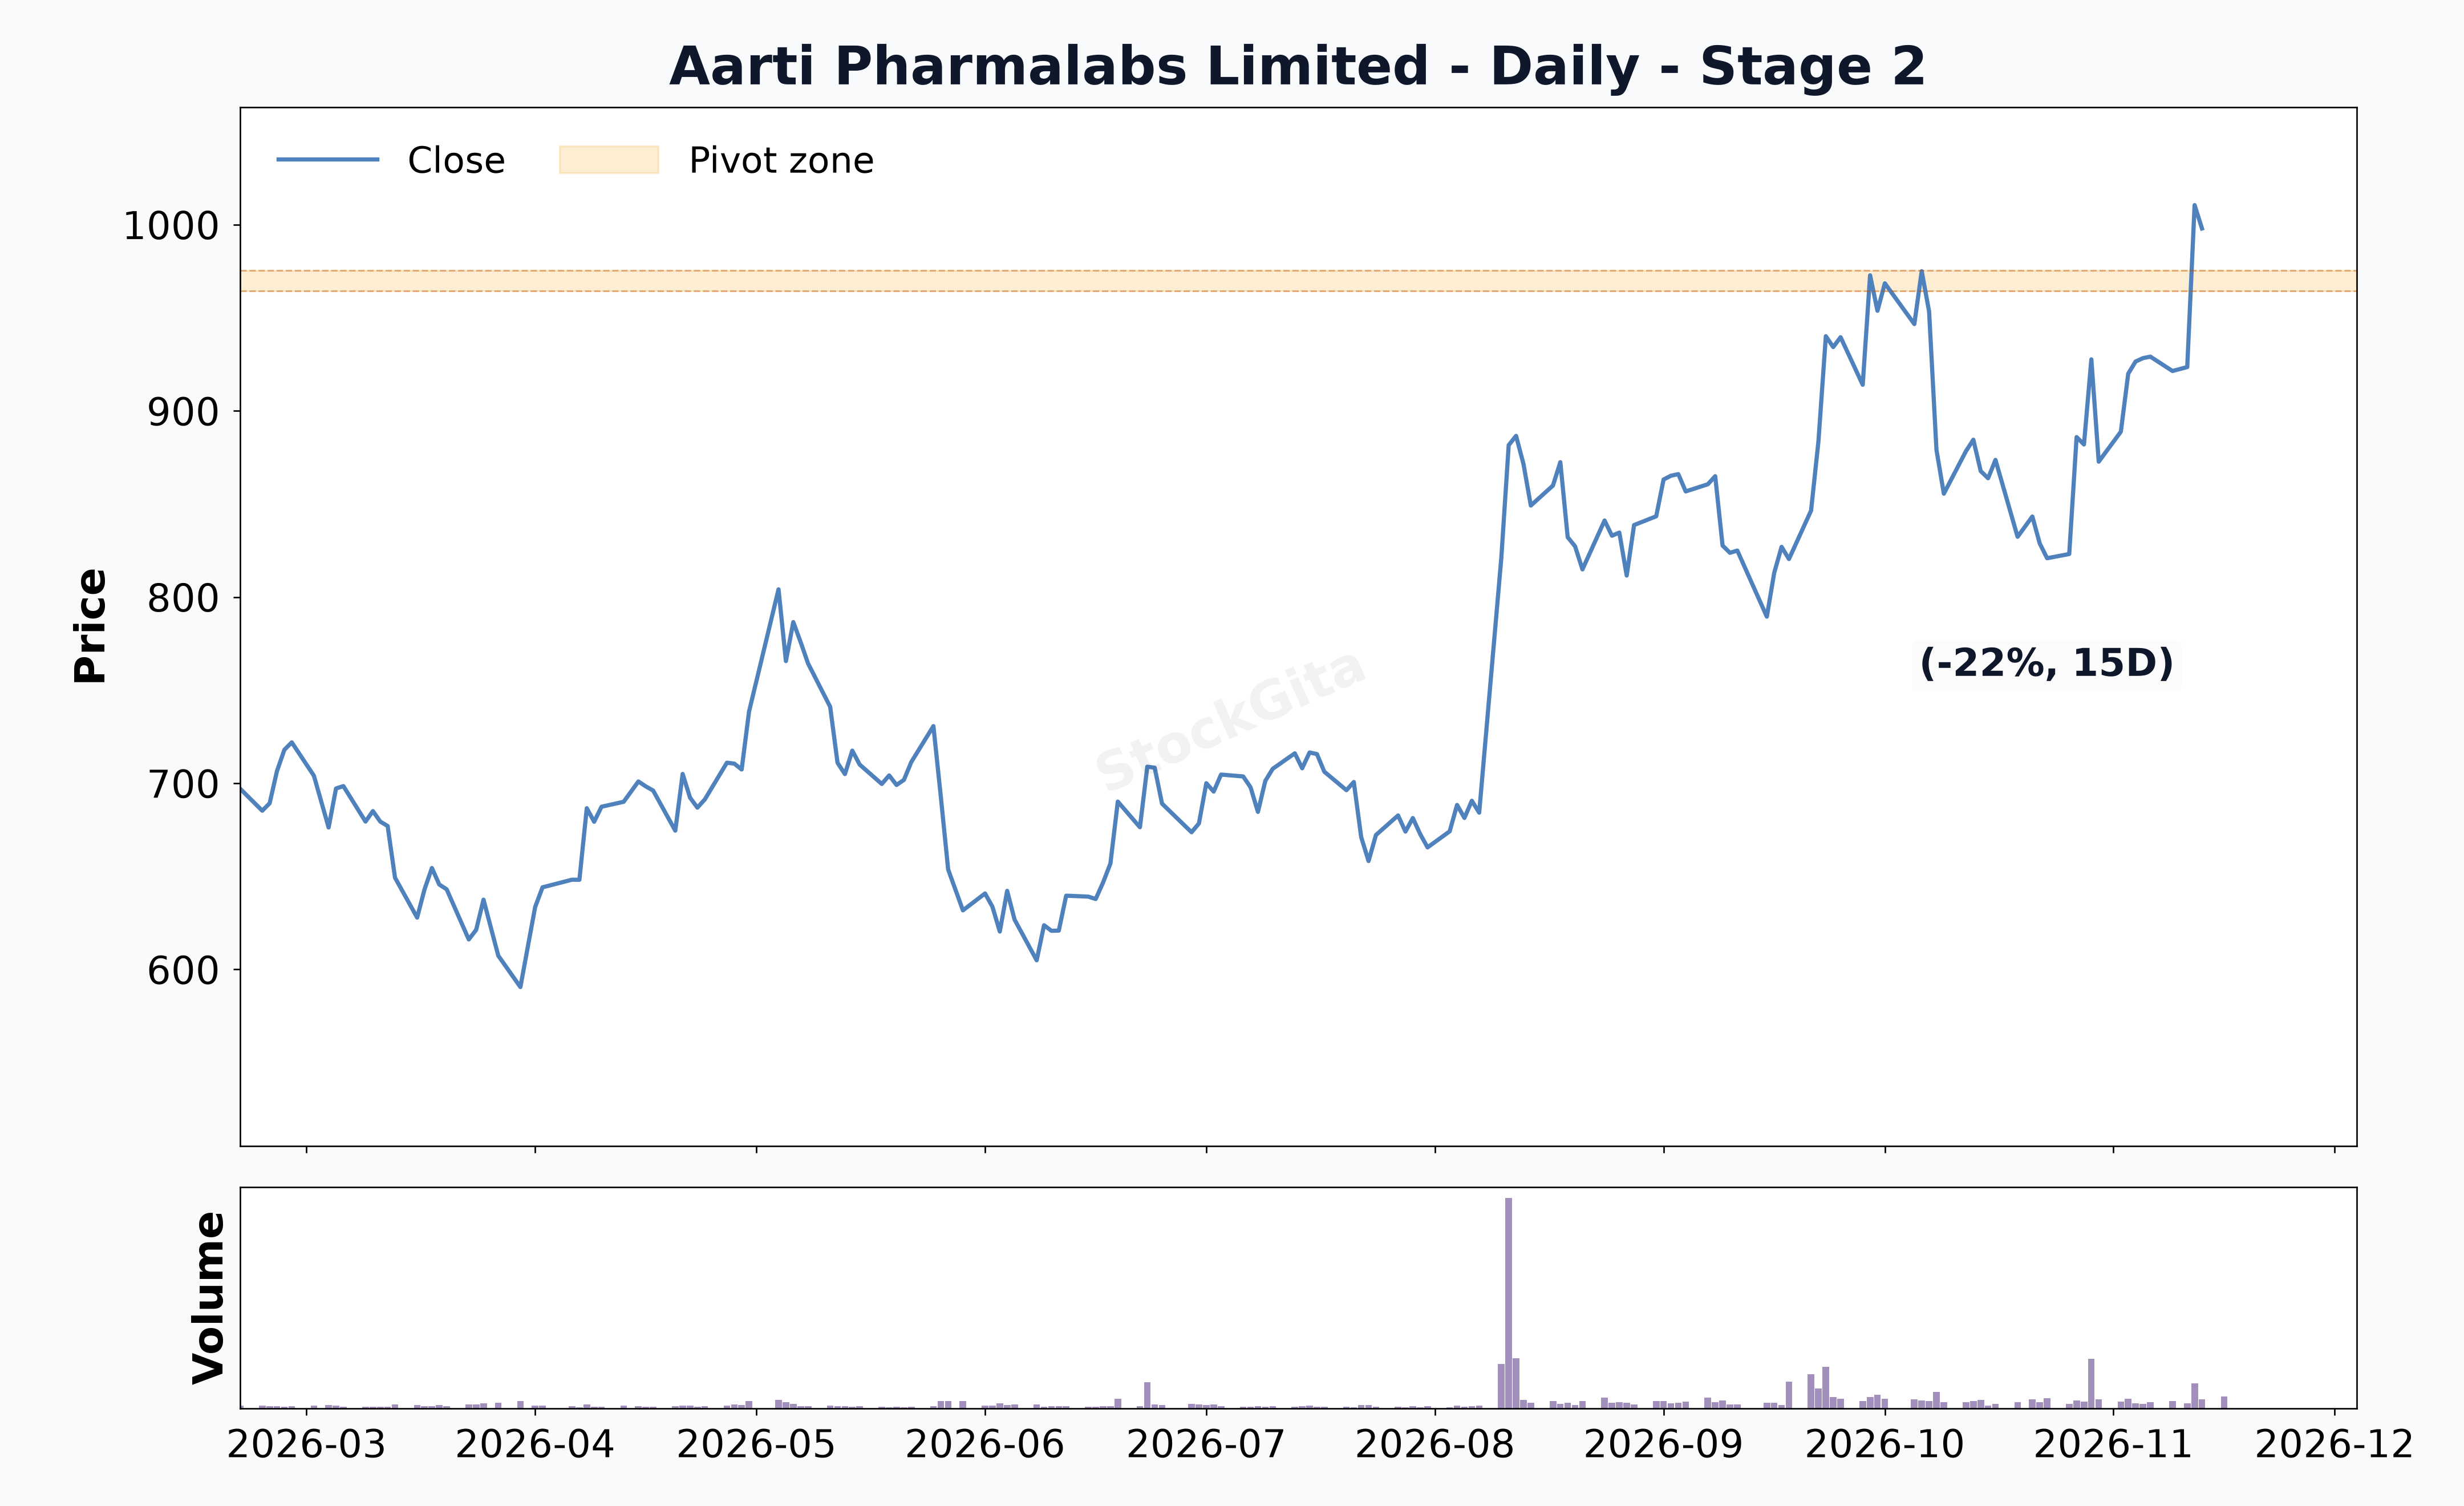 Aarti Pharmalabs Limited - Daily - Stage 2
Close
Pivot zone
1000
900
800
700
600
Price
(-22%, 15D)
StockGita
Volume
2026-03
2026-04
2026-05
2026-06
2026-07
2026-08
2026-09
2026-10
2026-11
2026-12